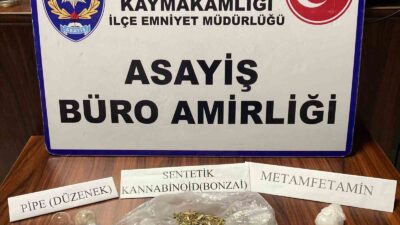 KAYMAKAMLIĞI
İLÇE EMNİYET MÜDÜRLÜĞÜ
ASAYİŞ
BÜRO AMİRLİĞİ
PİPE (DÜZENEK)
SENTETİK
KANNABİNOİD(BONZAİ)
METAMFETAMİN